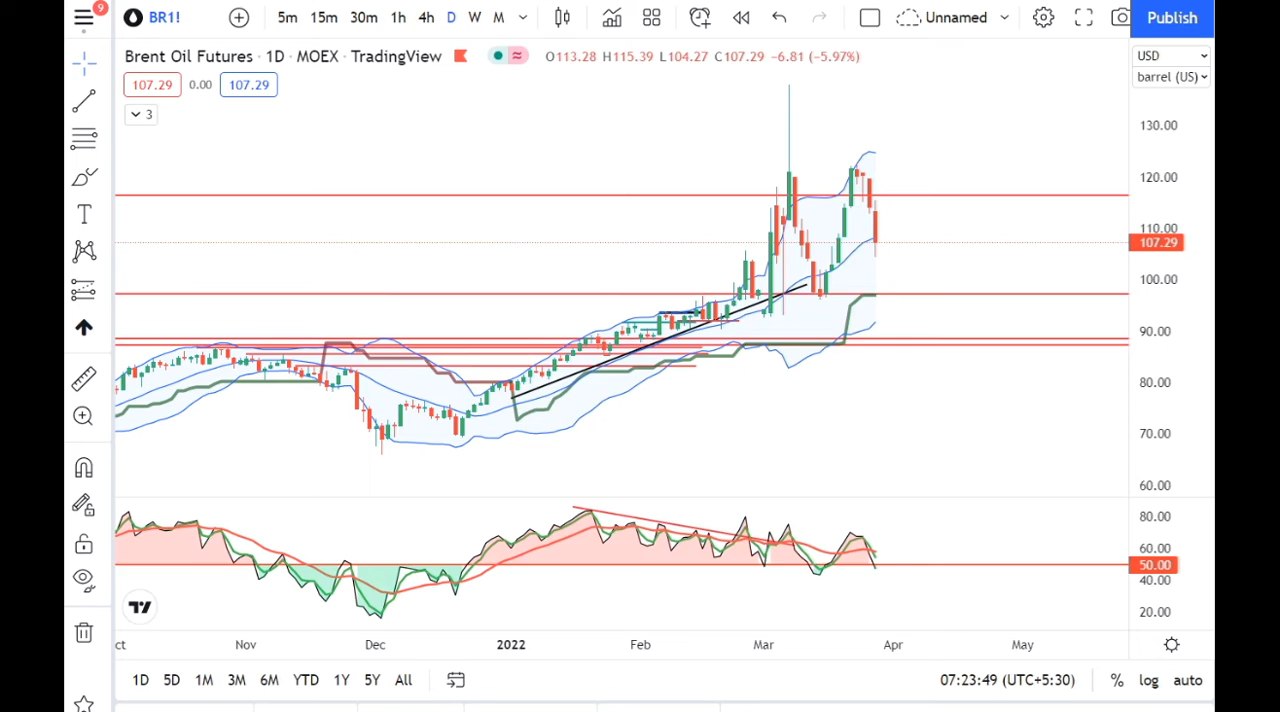 9
BR1!
5m 15m 30m 1h 4h D W M
Unnamed
Publish
Brent Oil Futures · 1D · MOEX · TradingView
O113.28 H115.39 L104.27 C107.29 −6.81 (−5.97%)
USD
barrel (US)
107.29 0.00 107.29
3
130.00
120.00
110.00
107.29
100.00
90.00
80.00
70.00
60.00
80.00
60.00
50.00
40.00
20.00
ct Nov Dec 2022 Feb Mar Apr May
1D 5D 1M 3M 6M YTD 1Y 5Y All
07:23:49 (UTC+5:30) % log auto